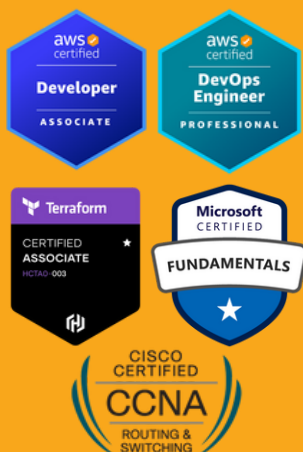 aws
certified
Developer
ASSOCIATE
aws
certified
DevOps
Engineer
PROFESSIONAL
Terraform
CERTIFIED
ASSOCIATE
HCTA0-003
Microsoft
CERTIFIED
FUNDAMENTALS
CISCO
CERTIFIED
CCNA
ROUTING &
SWITCHING